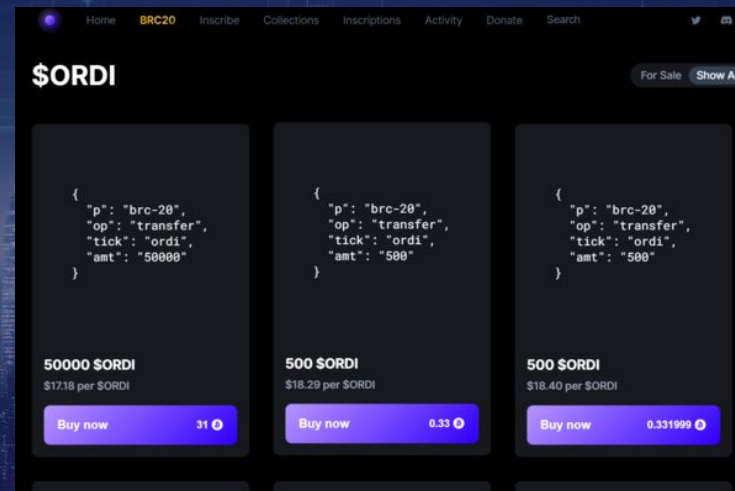 Home BRC20 Inscribe Collections Inscriptions Activity Donate Search
$ORDI
For Sale Show A
{
"p": "brc-20",
"op": "transfer",
"tick": "ordi",
"amt": "50000"
}
50000 $ORDI
$17.18 per $ORDI
Buy now 31
{
"p": "brc-20",
"op": "transfer",
"tick": "ordi",
"amt": "500"
}
500 $ORDI
$18.29 per $ORDI
Buy now 0.33
{
"p": "brc-20",
"op": "transfer",
"tick": "ordi",
"amt": "500"
}
500 $ORDI
$18.40 per $ORDI
Buy now 0.331999